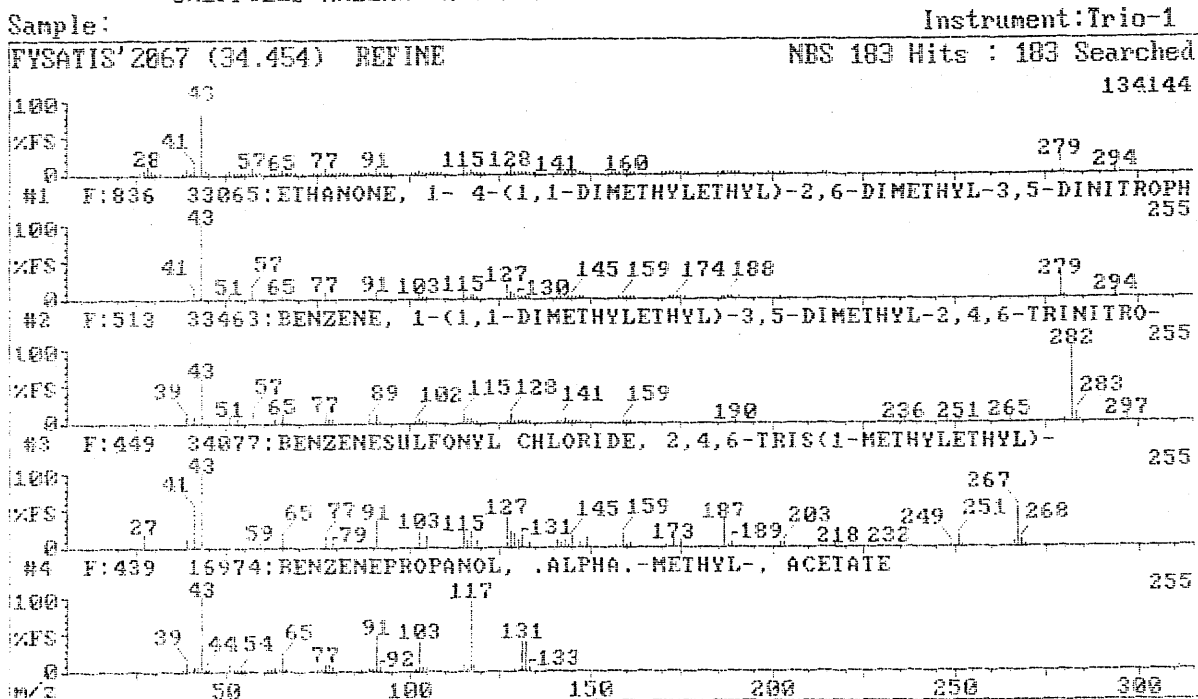 Sample: Instrument:Trio-1
FYSATIS'2067 (34.454) REFINE NBS 183 Hits : 183 Searched
134144
100 %FS 0 28 41 43 57 65 77 91 115 128 141 160 279 294
#1 F:836 33065:ETHANONE, 1- 4-(1,1-DIMETHYLETHYL)-2,6-DIMETHYL-3,5-DINITROPH
255
100 %FS 0 41 43 51 57 65 77 91 103 115 127 130 145 159 174 188 279 294
#2 F:513 33463:BENZENE, 1-(1,1-DIMETHYLETHYL)-3,5-DIMETHYL-2,4,6-TRINITRO-
255
100 %FS 0 39 43 51 57 65 77 89 102 115 128 141 159 190 236 251 265 282 283 297
#3 F:449 34077:BENZENESULFONYL CHLORIDE, 2,4,6-TRIS(1-METHYLETHYL)-
255
100 %FS 0 27 41 43 59 65 77 79 91 103 115 127 131 145 159 173 187 189 203 218 232 249 251 267 268
#4 F:439 16974:BENZENEPROPANOL, .ALPHA.-METHYL-, ACETATE
255
100 %FS 0 39 43 44 54 65 77 91 92 103 117 131 133
m/z 50 100 150 200 250 300